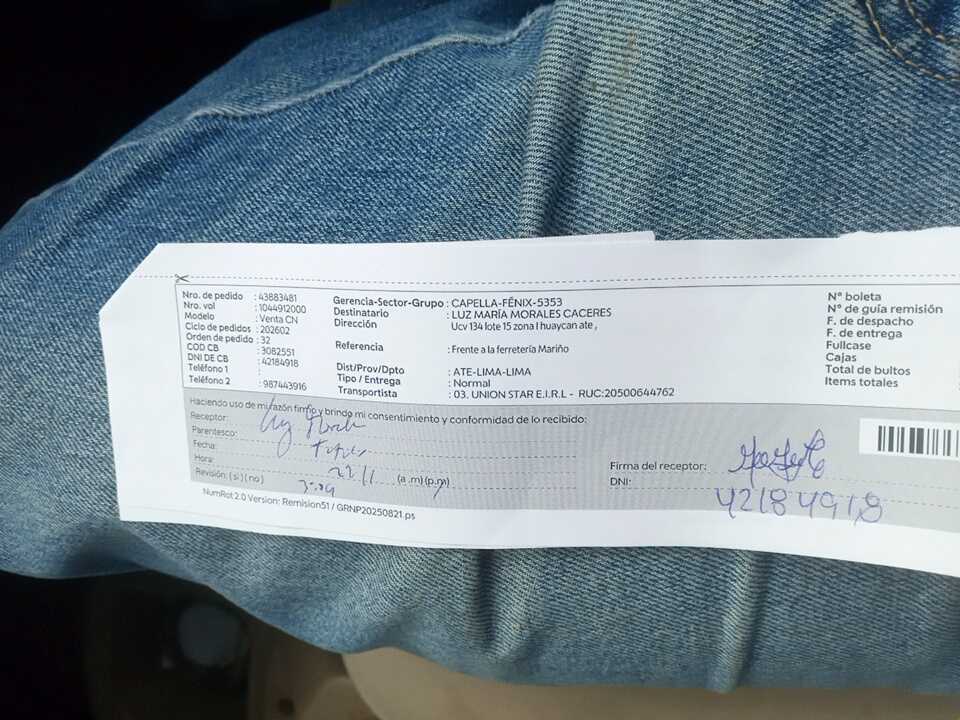 Nro. de pedido : 43883481
Nro. vol : 1044912000
Modelo : Venta CN
Ciclo de pedidos : 202602
Orden de pedido : 32
COD CB : 3082551
DNI DE CB : 42184918
Teléfono 1 :
Teléfono 2 : 987443916
Gerencia-Sector-Grupo : CAPELLA-FÉNIX-5353
Destinatario : LUZ MARÍA MORALES CACERES
Dirección : Ucv 134 lote 15 zona I huaycan ate ,
Referencia : Frente a la ferretería Mariño
Dist/Prov/Dpto : ATE-LIMA-LIMA
Tipo / Entrega : Normal
Transportista : 03. UNION STAR E.I.R.L - RUC:20500644762
N° boleta
N° de guía remisión
F. de despacho
F. de entrega
Fullcase
Cajas
Total de bultos
Items totales
Haciendo uso de mi razón firmo y brindo mi consentimiento y conformidad de lo recibido:
Receptor:
Parentesco:
Fecha: 22/1
Hora: (a.m) (p.m)
Revisión: ( si ) ( no )
Firma del receptor:
DNI: 42184918
NumRot 2.0 Version: Remision51 / GRNP20250821.ps